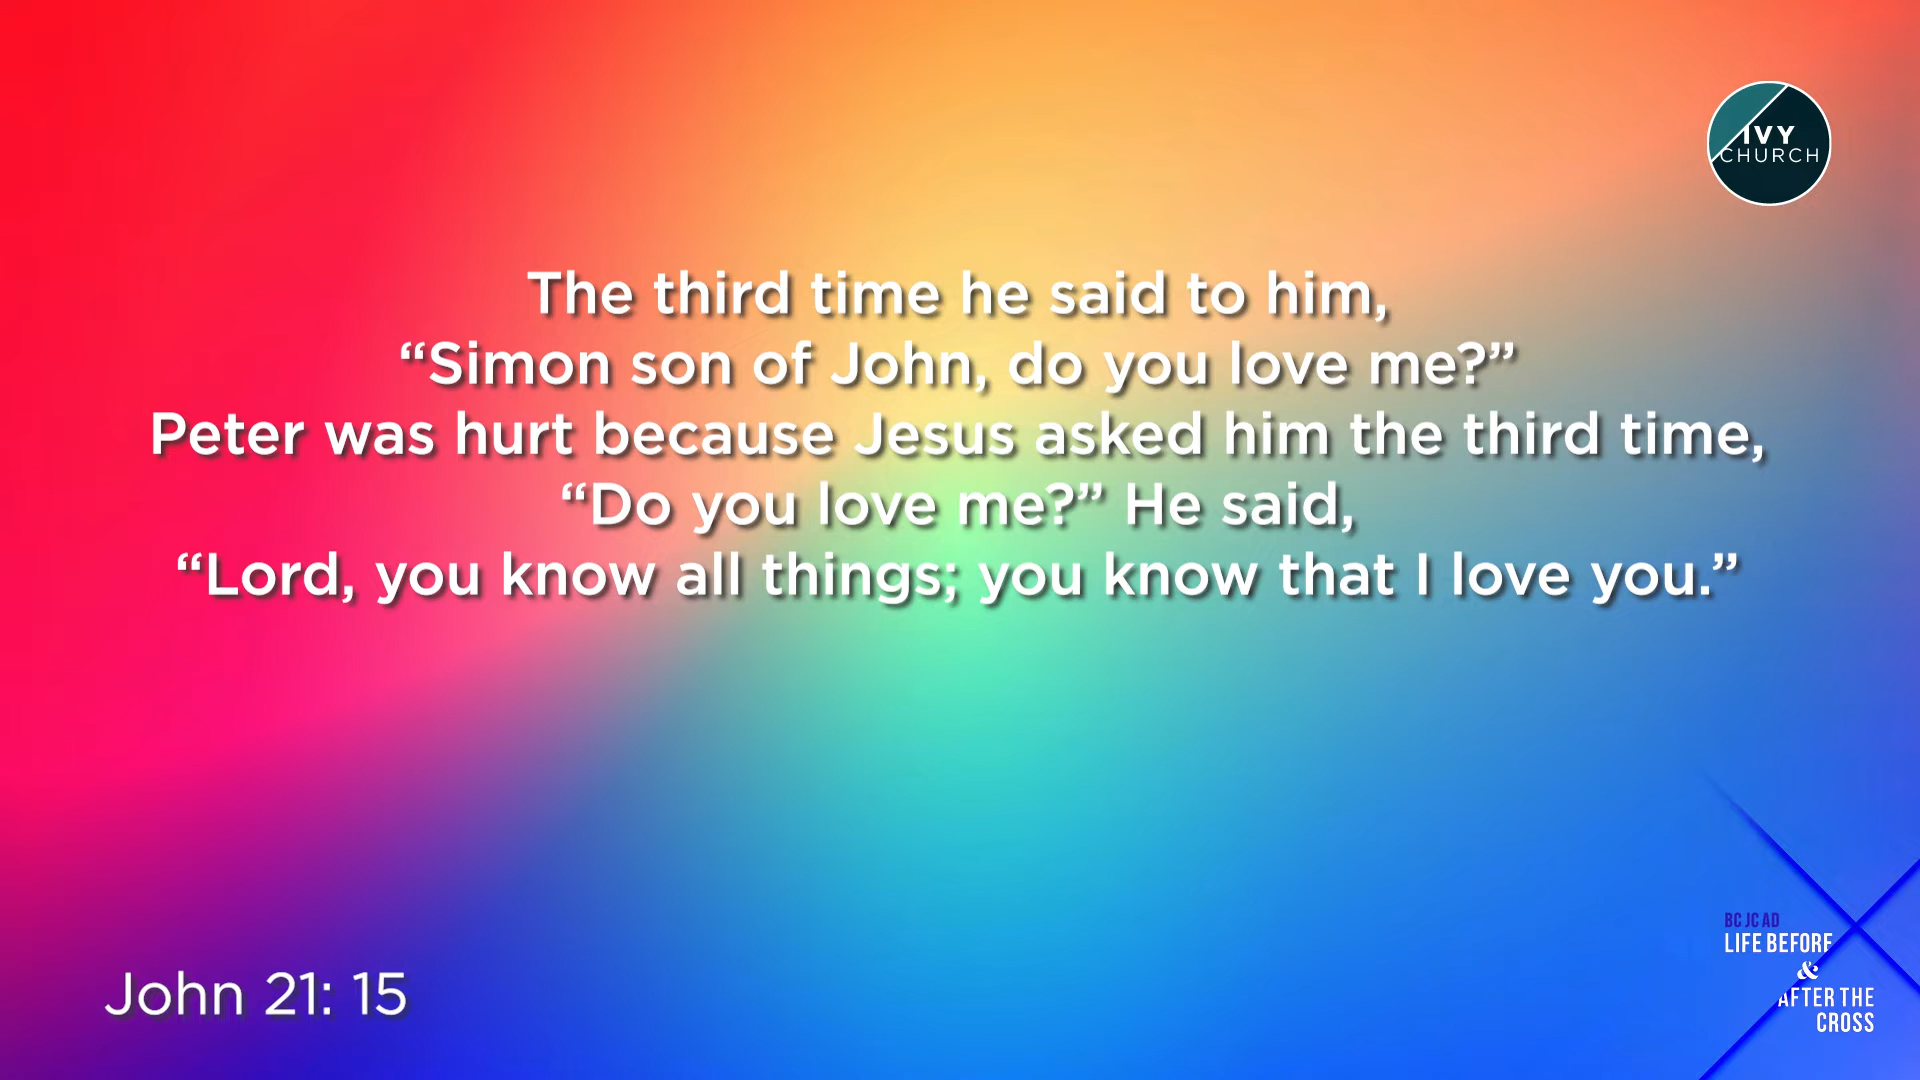 IVY
CHURCH
The third time he said to him,
“Simon son of John, do you love me?”
Peter was hurt because Jesus asked him the third time,
“Do you love me?” He said,
“Lord, you know all things; you know that I love you.”
John 21: 15
BC JC AD
LIFE BEFORE
&
AFTER THE
CROSS